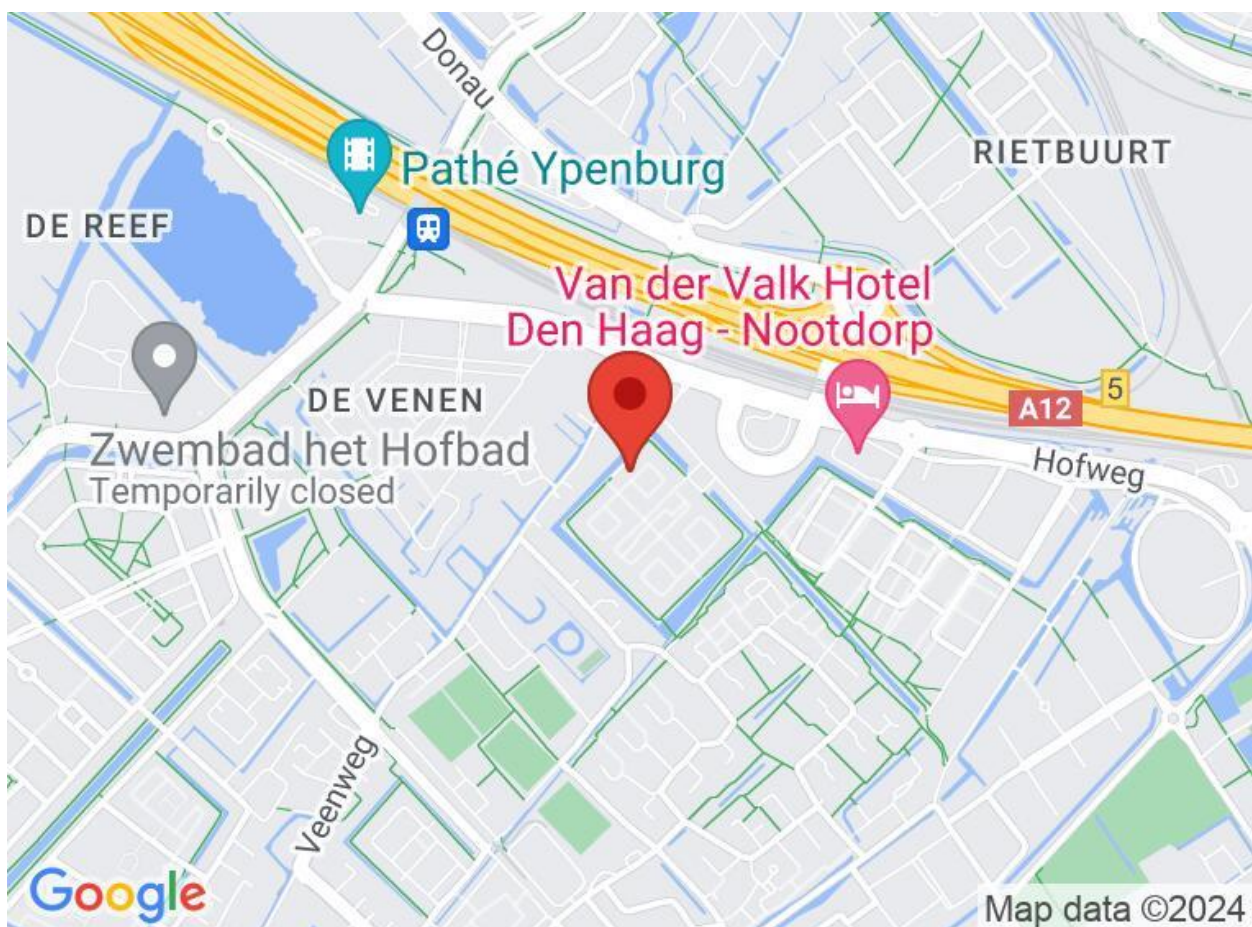 Donau
RIETBUURT
Pathé Ypenburg
DE REEF
Van der Valk Hotel
Den Haag - Nootdorp
5
A12
DE VENEN
Zwembad het Hofbad
Temporarily closed
Hofweg
Veenweg
Google
Map data ©2024